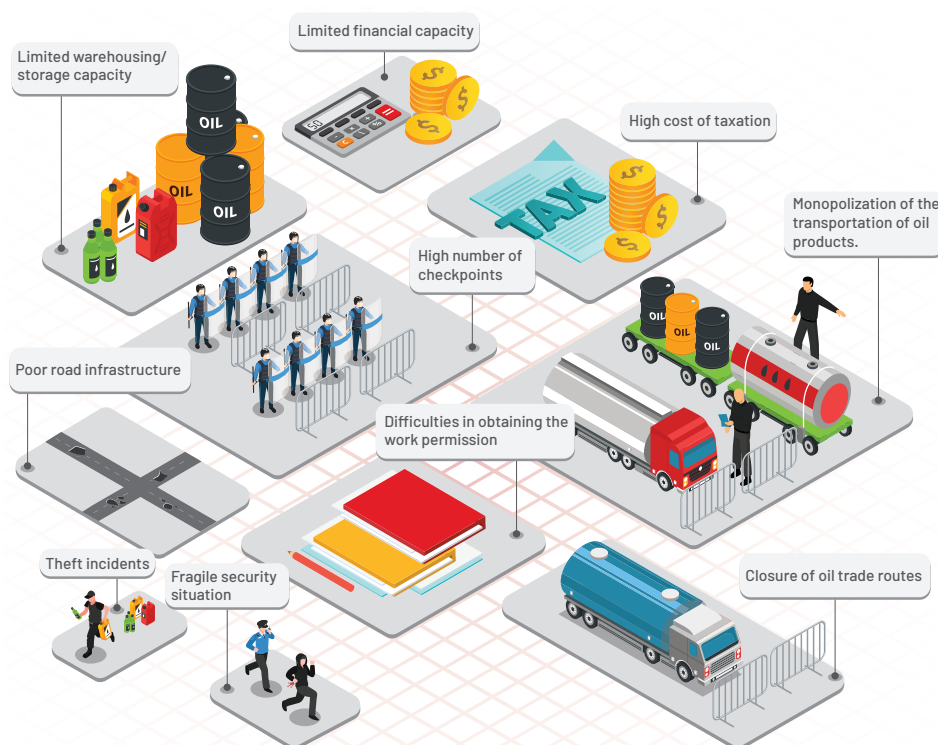 Limited financial capacity
Limited warehousing/
storage capacity
OIL
OIL
OIL
50
High cost of taxation
TAX
Monopolization of the
transportation of oil
products.
High number of
checkpoints
OIL
OIL
OIL
Poor road infrastructure
Difficulties in obtaining the
work permission
Theft incidents
Fragile security
situation
Closure of oil trade routes